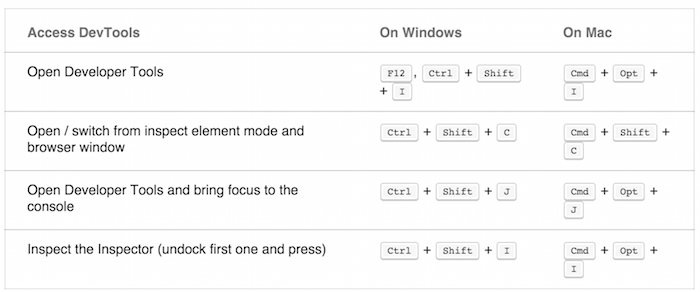 Access DevTools On Windows On Mac
Open Developer Tools F12, Ctrl + Shift Cmd + Opt +
+ I I
Open / switch from inspect element mode and Ctrl + Shift + C Cmd + Shift +
browser window C
Open Developer Tools and bring focus to the Ctrl + Shift + J Cmd + Opt +
console J
Inspect the Inspector (undock first one and press) Ctrl + Shift + I Cmd + Opt +
I